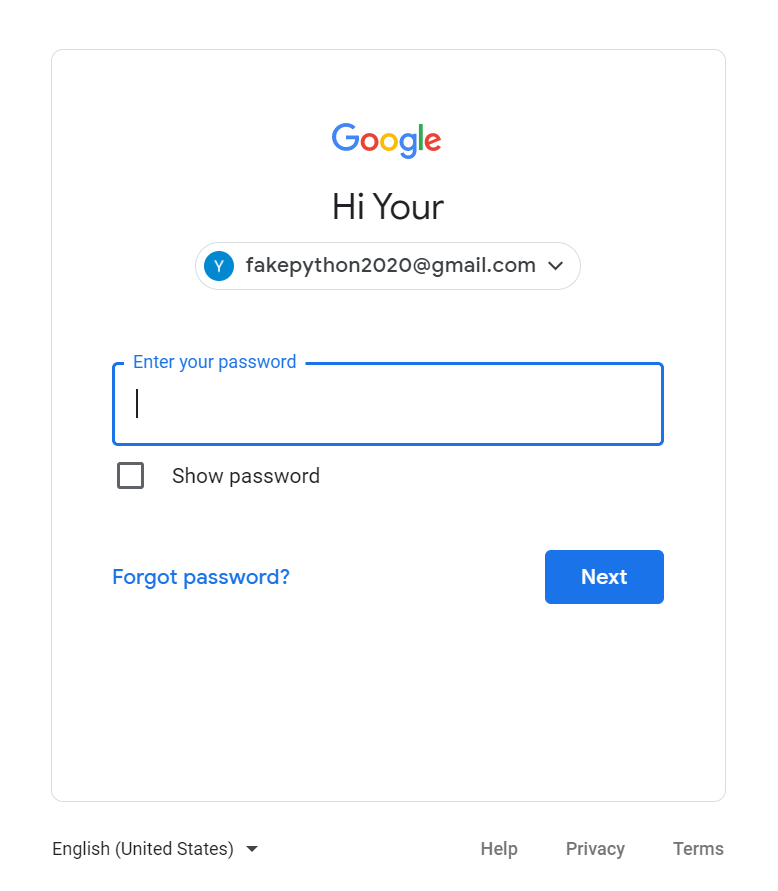 Google
Hi Your
Y fakepython2020@gmail.com
Enter your password
Show password
Forgot password? Next
English (United States) Help Privacy Terms